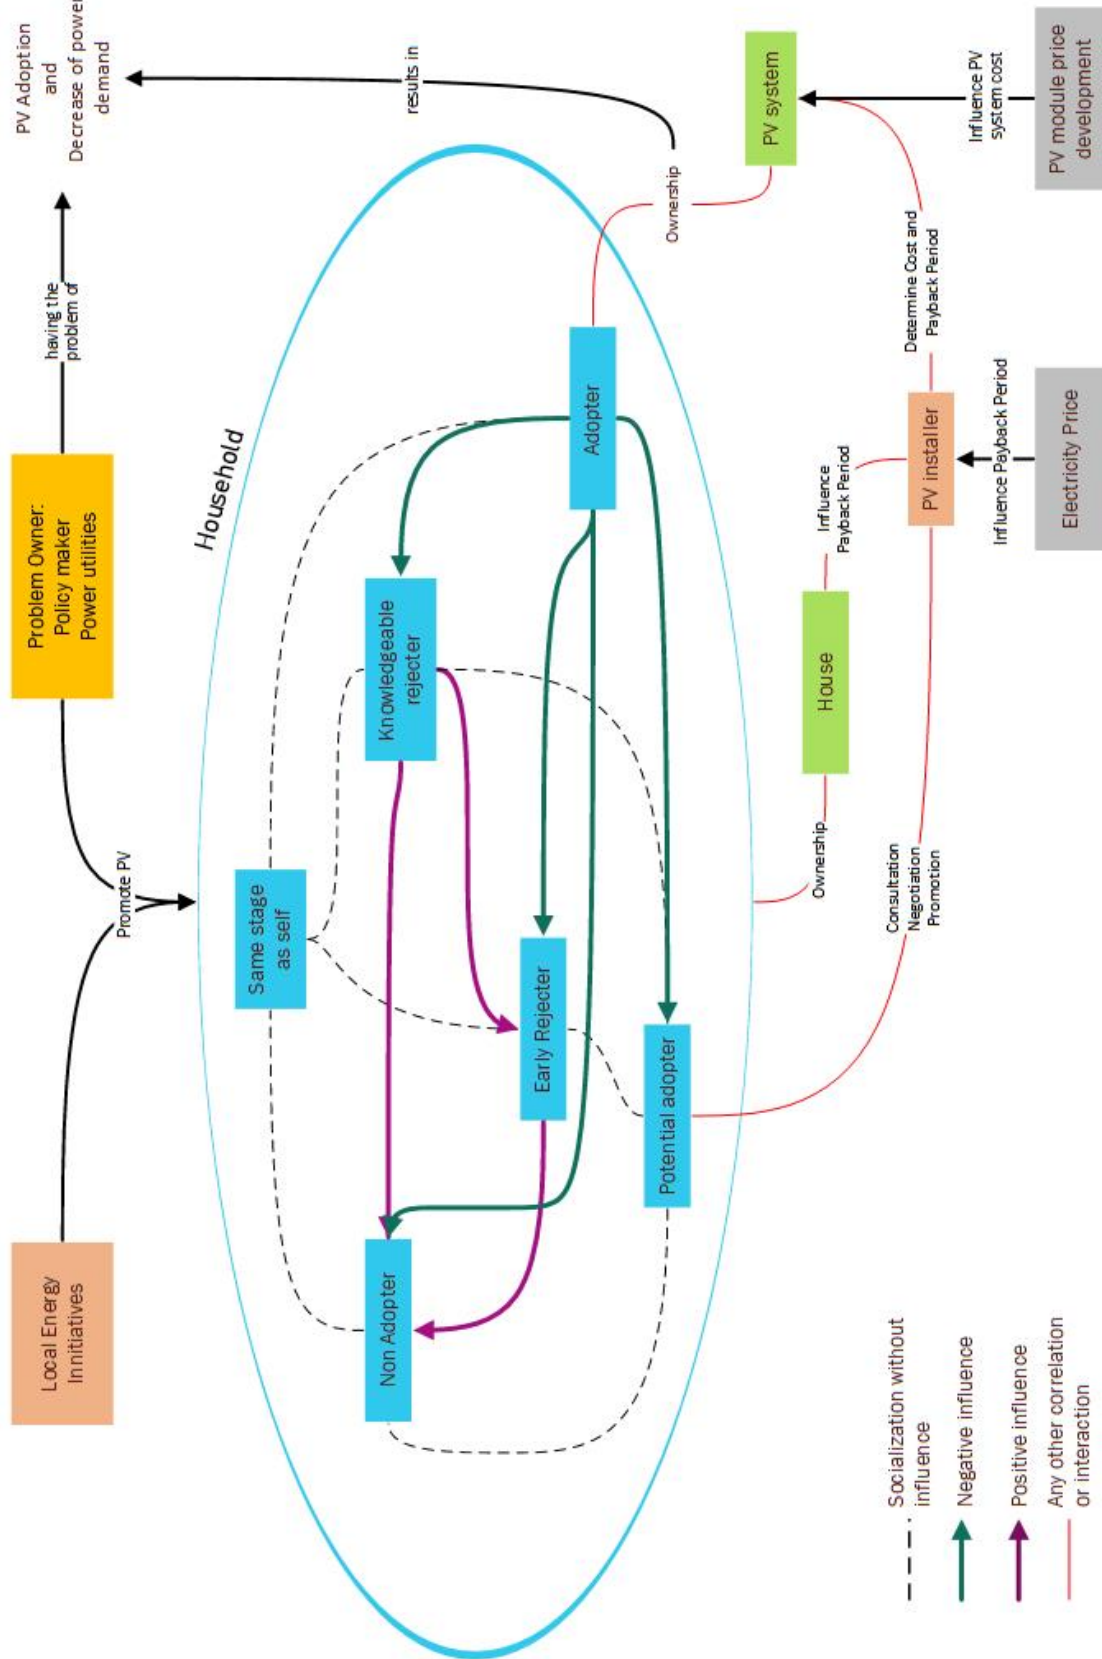 Local Energy
Innitiatives
Problem Owner:
Policy maker
Power utilities
PV Adoption
and
Decrease of power
demand
having the
problem of
Promote PV
results in
Household
Same stage
as self
Non Adopter
Knowledgeable
rejecter
Early Rejecter
Adopter
Potential adopter
Ownership
PV system
Ownership
House
Influence
Payback Period
Determine Cost and
Payback Period
Consultation
Negotiation
Promotion
PV installer
Influence PV
system cost
Influence Payback Period
Electricity Price
PV module price
development
Socialization without
influence
Negative influence
Positive influence
Any other correlation
or interaction